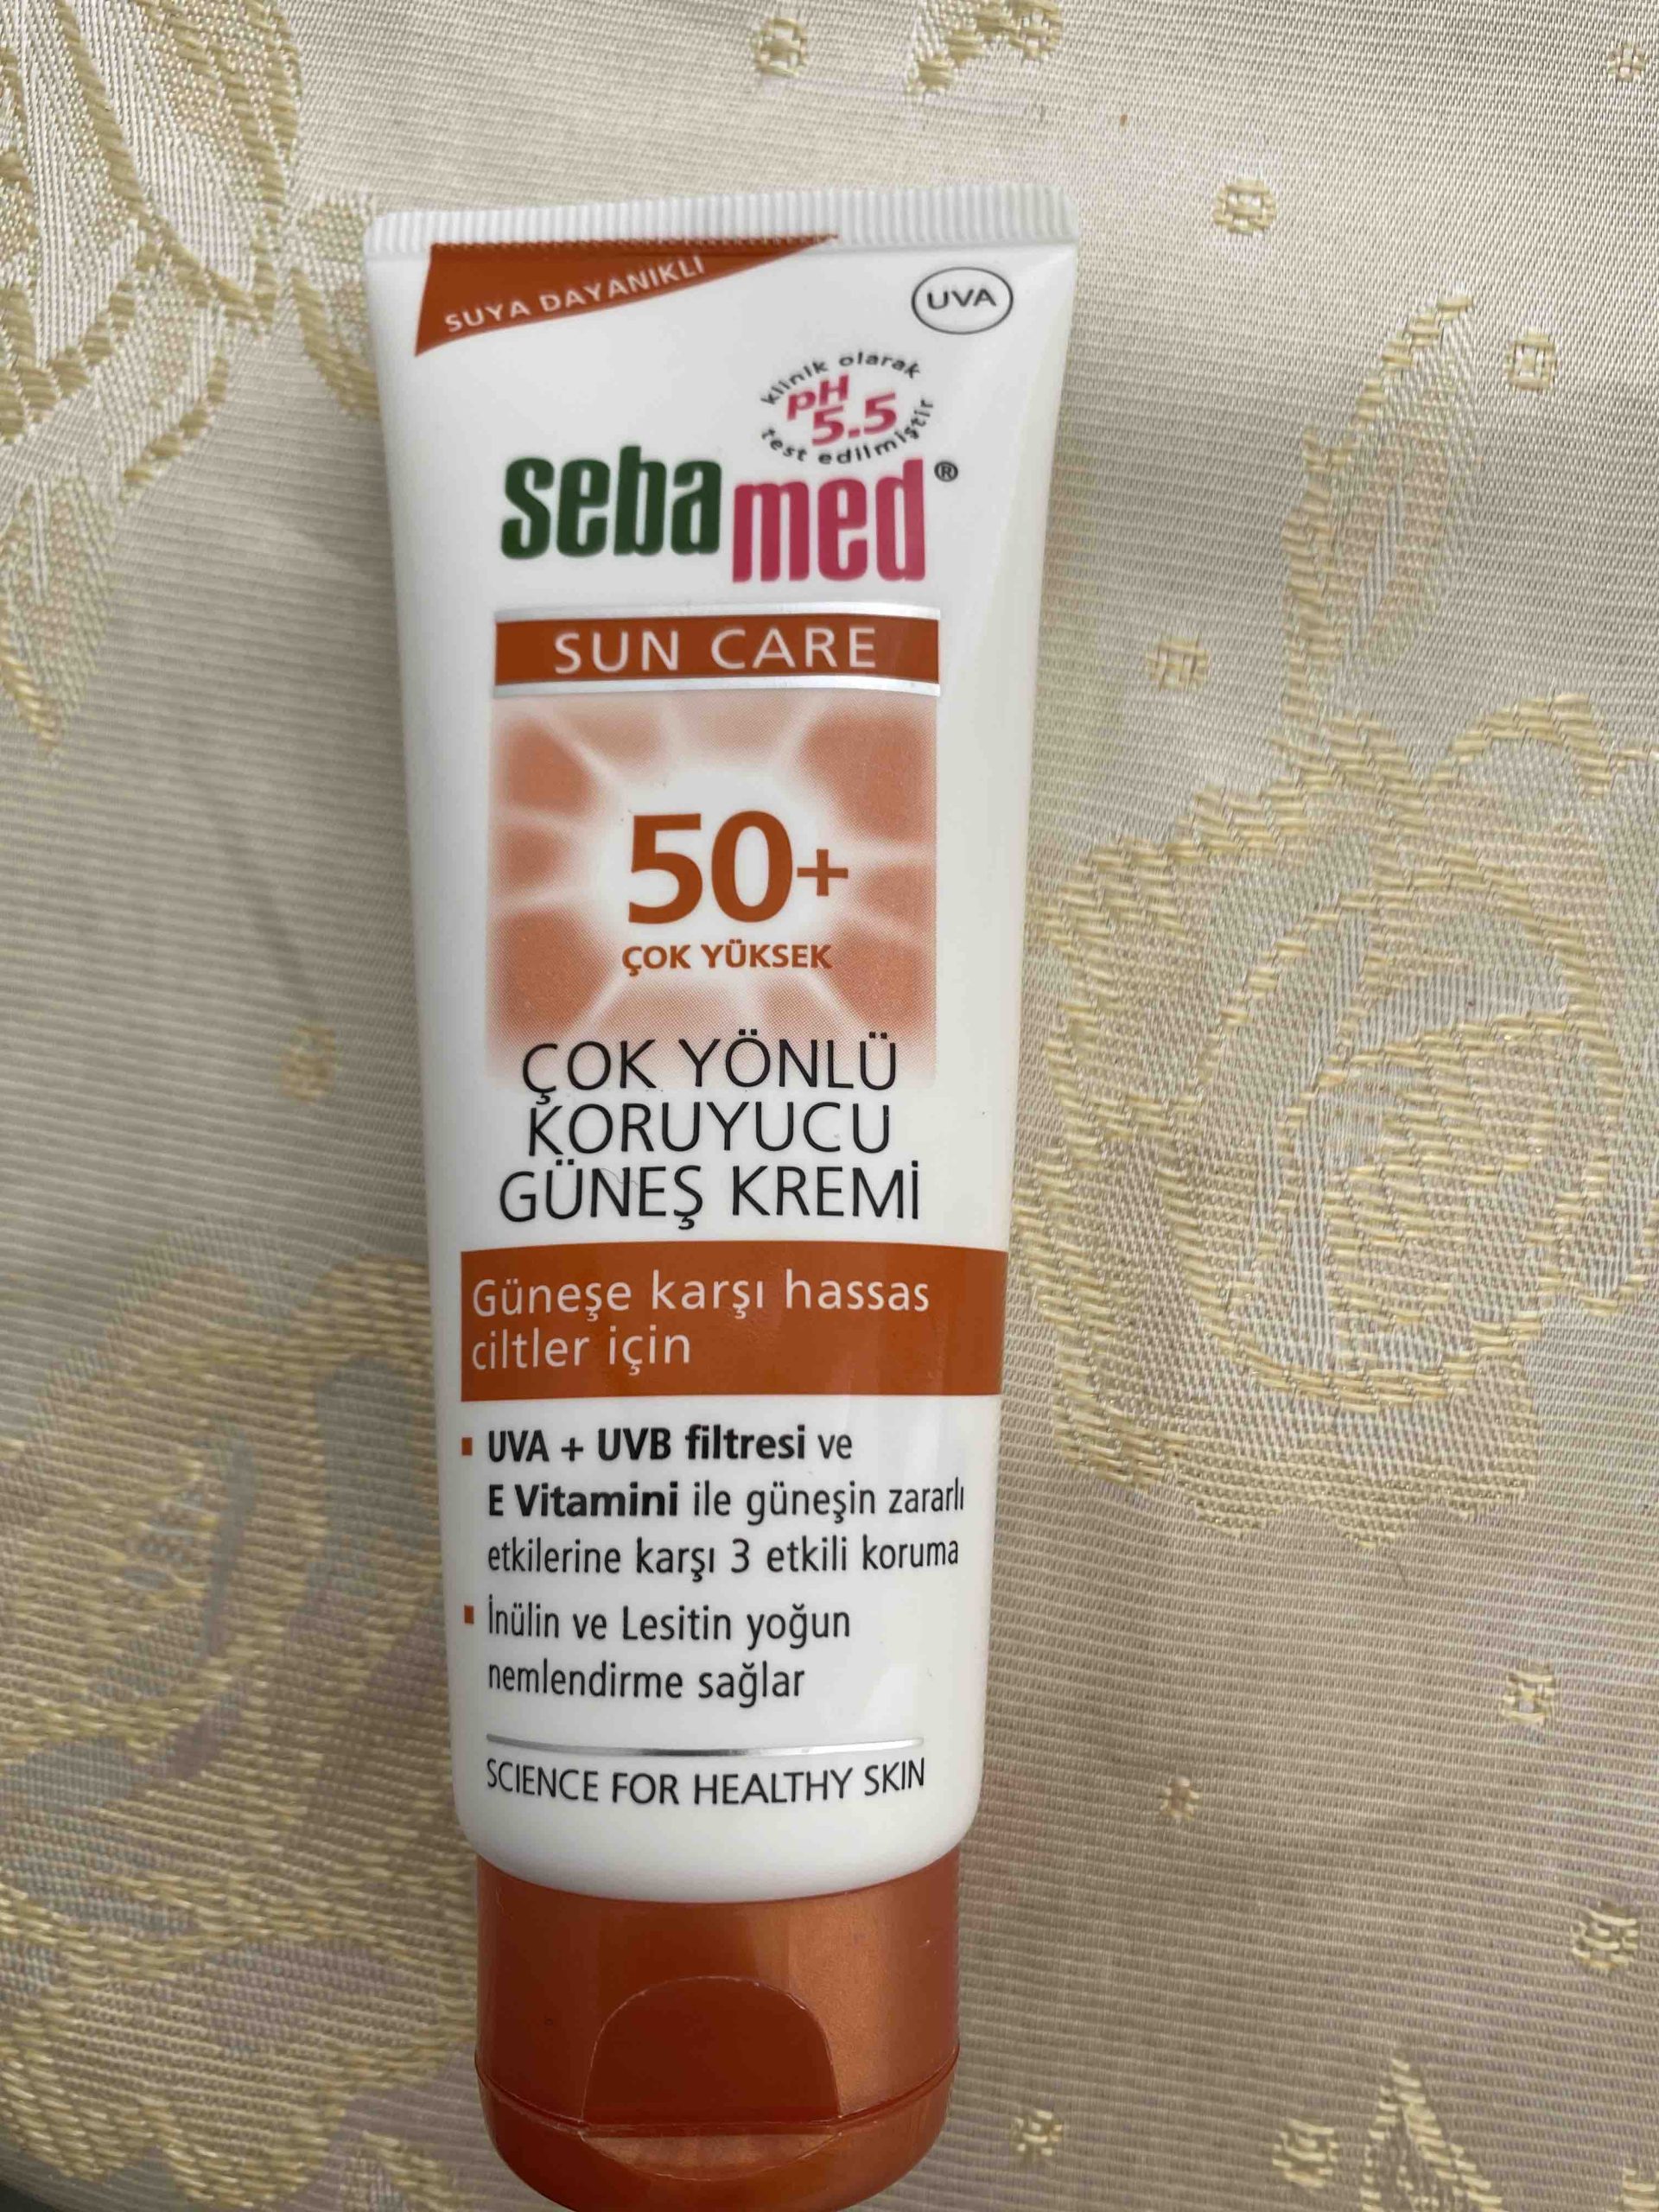 SUYA DAYANIKLI
UVA
klinik olarak
pH
5.5
test edilmiştir
sebamed®
SUN CARE
50+
ÇOK YÜKSEK
ÇOK YÖNLÜ
KORUYUCU
GÜNEŞ KREMİ
Güneşe karşı hassas
ciltler için
▪ UVA + UVB filtresi ve
E Vitamini ile güneşin zararlı
etkilerine karşı 3 etkili koruma
▪ İnülin ve Lesitin yoğun
nemlendirme sağlar
SCIENCE FOR HEALTHY SKIN